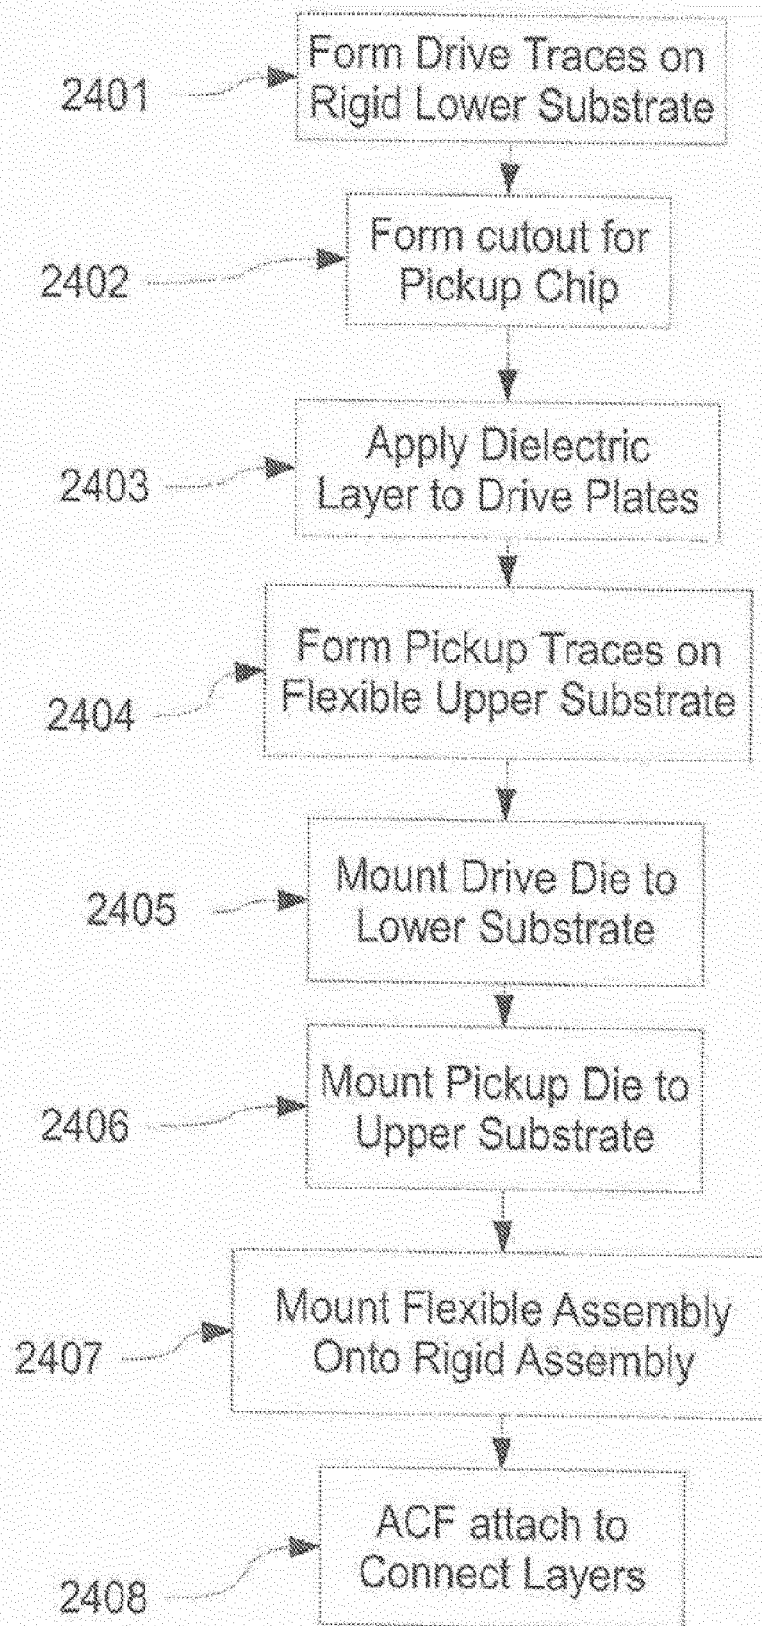 Form Drive Traces on
Rigid Lower Substrate
2401
Form cutout for
Pickup Chip
2402
Apply Dielectric
Layer to Drive Plates
2403
Form Pickup Traces on
Flexible Upper Substrate
2404
Mount Drive Die to
Lower Substrate
2405
Mount Pickup Die to
Upper Substrate
2406
Mount Flexible Assembly
Onto Rigid Assembly
2407
ACF attach to
Connect Layers
2408